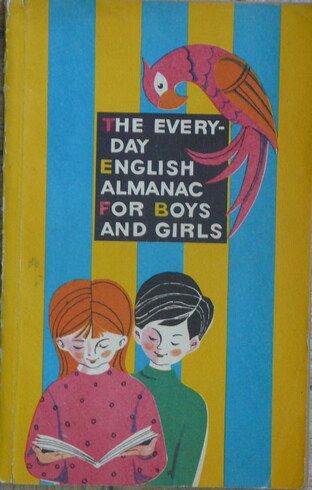 THE EVERY-
DAY
ENGLISH
ALMANAC
FOR BOYS
AND GIRLS